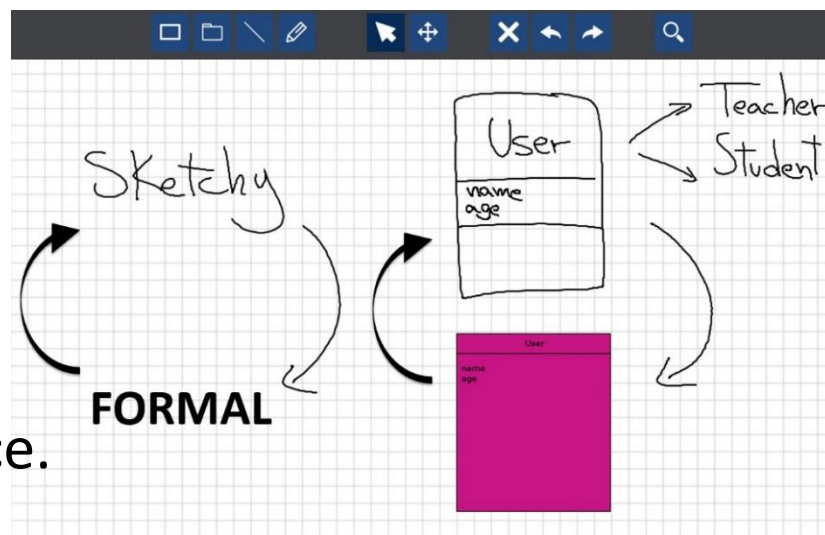 Sketchy
FORMAL
User
name
age
Teacher
Student
User
name
age